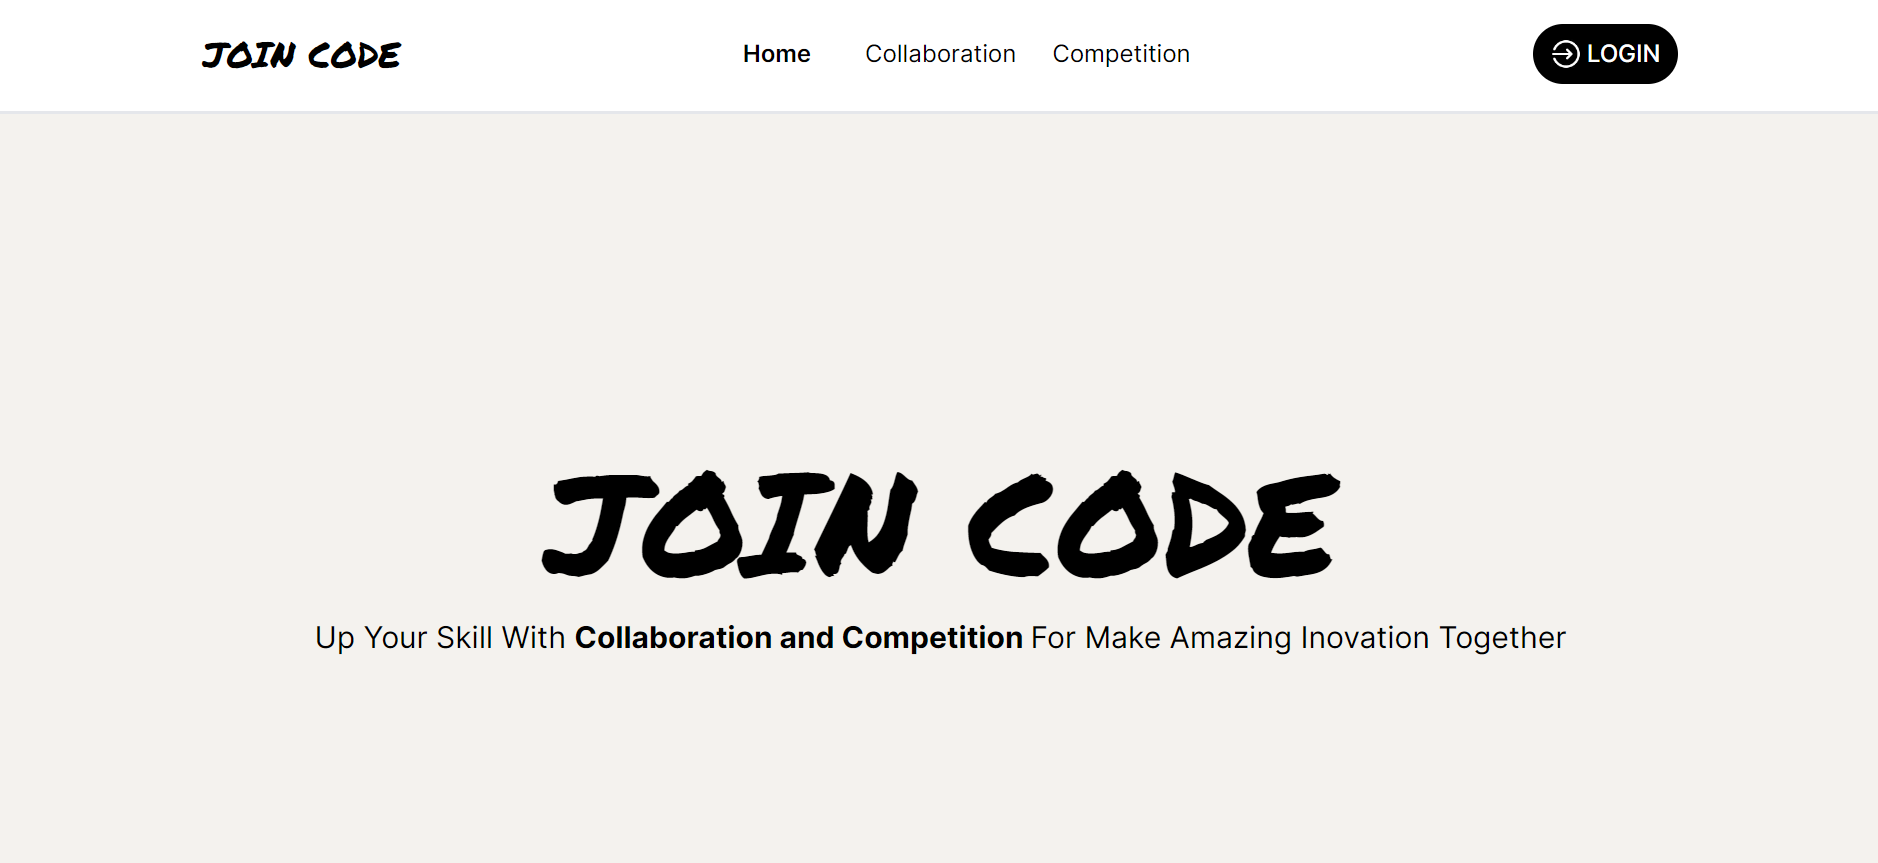 JOIN CODE
Home Collaboration Competition
LOGIN
JOIN CODE
Up Your Skill With Collaboration and Competition For Make Amazing Inovation Together